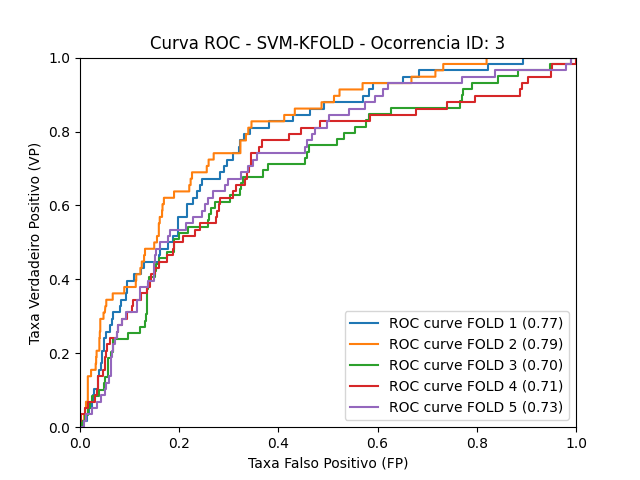 Curva ROC - SVM-KFOLD - Ocorrencia ID: 3
1.0
0.8
0.6
0.4
0.2
0.0
Taxa Verdadeiro Positivo (VP)
ROC curve FOLD 1 (0.77)
ROC curve FOLD 2 (0.79)
ROC curve FOLD 3 (0.70)
ROC curve FOLD 4 (0.71)
ROC curve FOLD 5 (0.73)
0.0 0.2 0.4 0.6 0.8 1.0
Taxa Falso Positivo (FP)